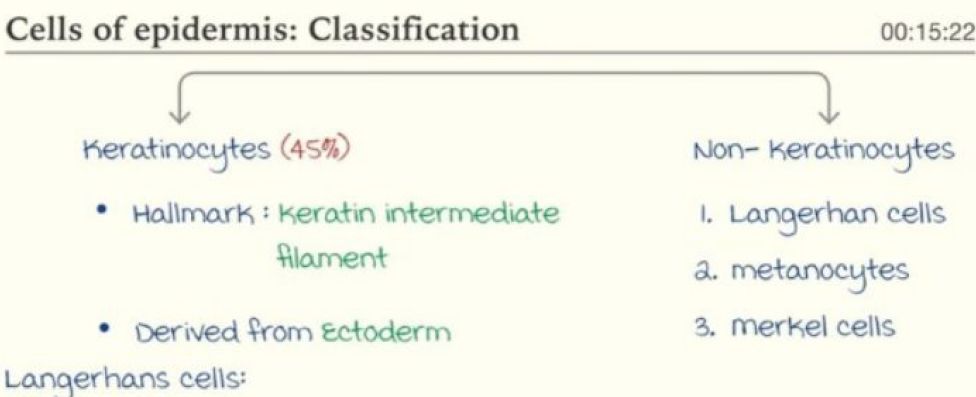 Cells of epidermis: Classification 00:15:22
Keratinocytes (45%) Non- Keratinocytes
• Hallmark : Keratin intermediate filament
1. Langerhan cells
2. metanocytes
• Derived from Ectoderm
3. merkel cells
Langerhans cells: